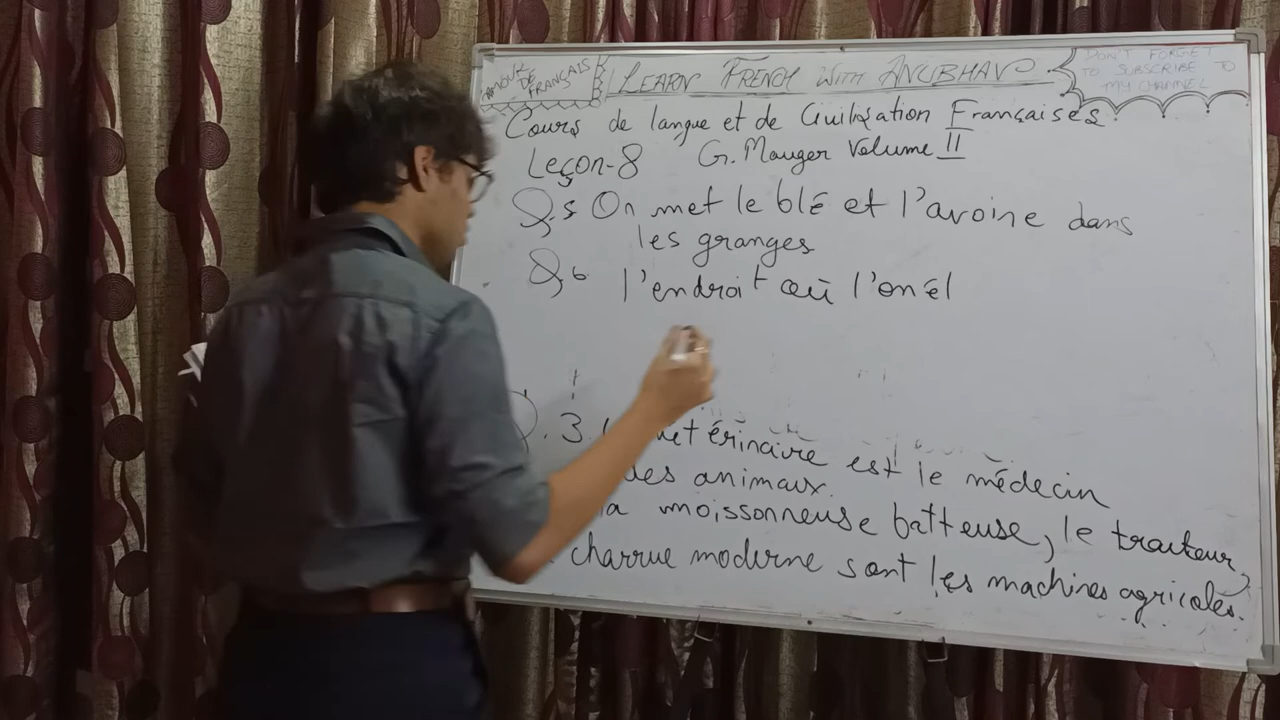 AMOUR DE FRANÇAIS
LEARN FRENCH WITH ANUBHAV
DON'T FORGET
TO SUBSCRIBE TO
MY CHANNEL
Cours de langue et de Civilisation Françaises
Leçon-8 G. Mauger Volume II
Q.5 On met le blé et l'avoine dans
les granges
Q.6 l'endroit où l'on él
Q.3. vétérinaire est le médecin
des animaux.
la moissonneuse batteuse, le tracteur,
charrue moderne sont les machines agricoles.